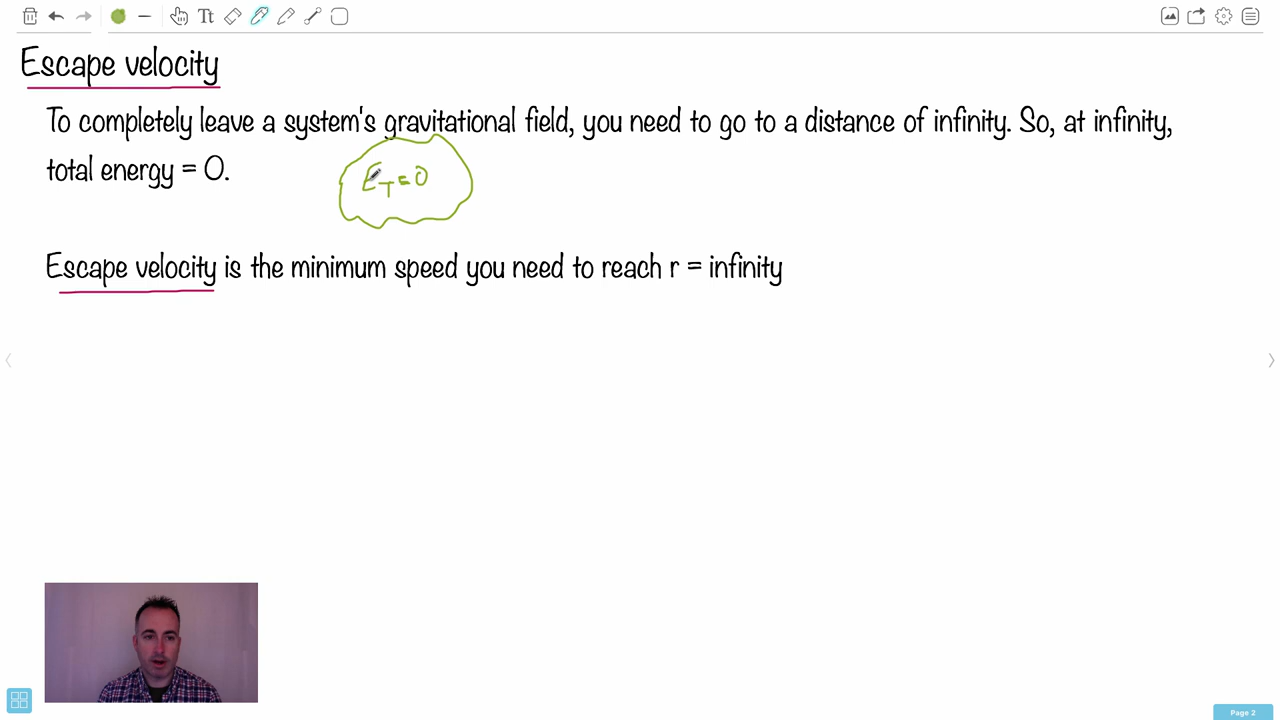 Tt
Escape velocity
To completely leave a system's gravitational field, you need to go to a distance of infinity. So, at infinity,
total energy = 0.
E_T = 0
Escape velocity is the minimum speed you need to reach r = infinity
Page 2